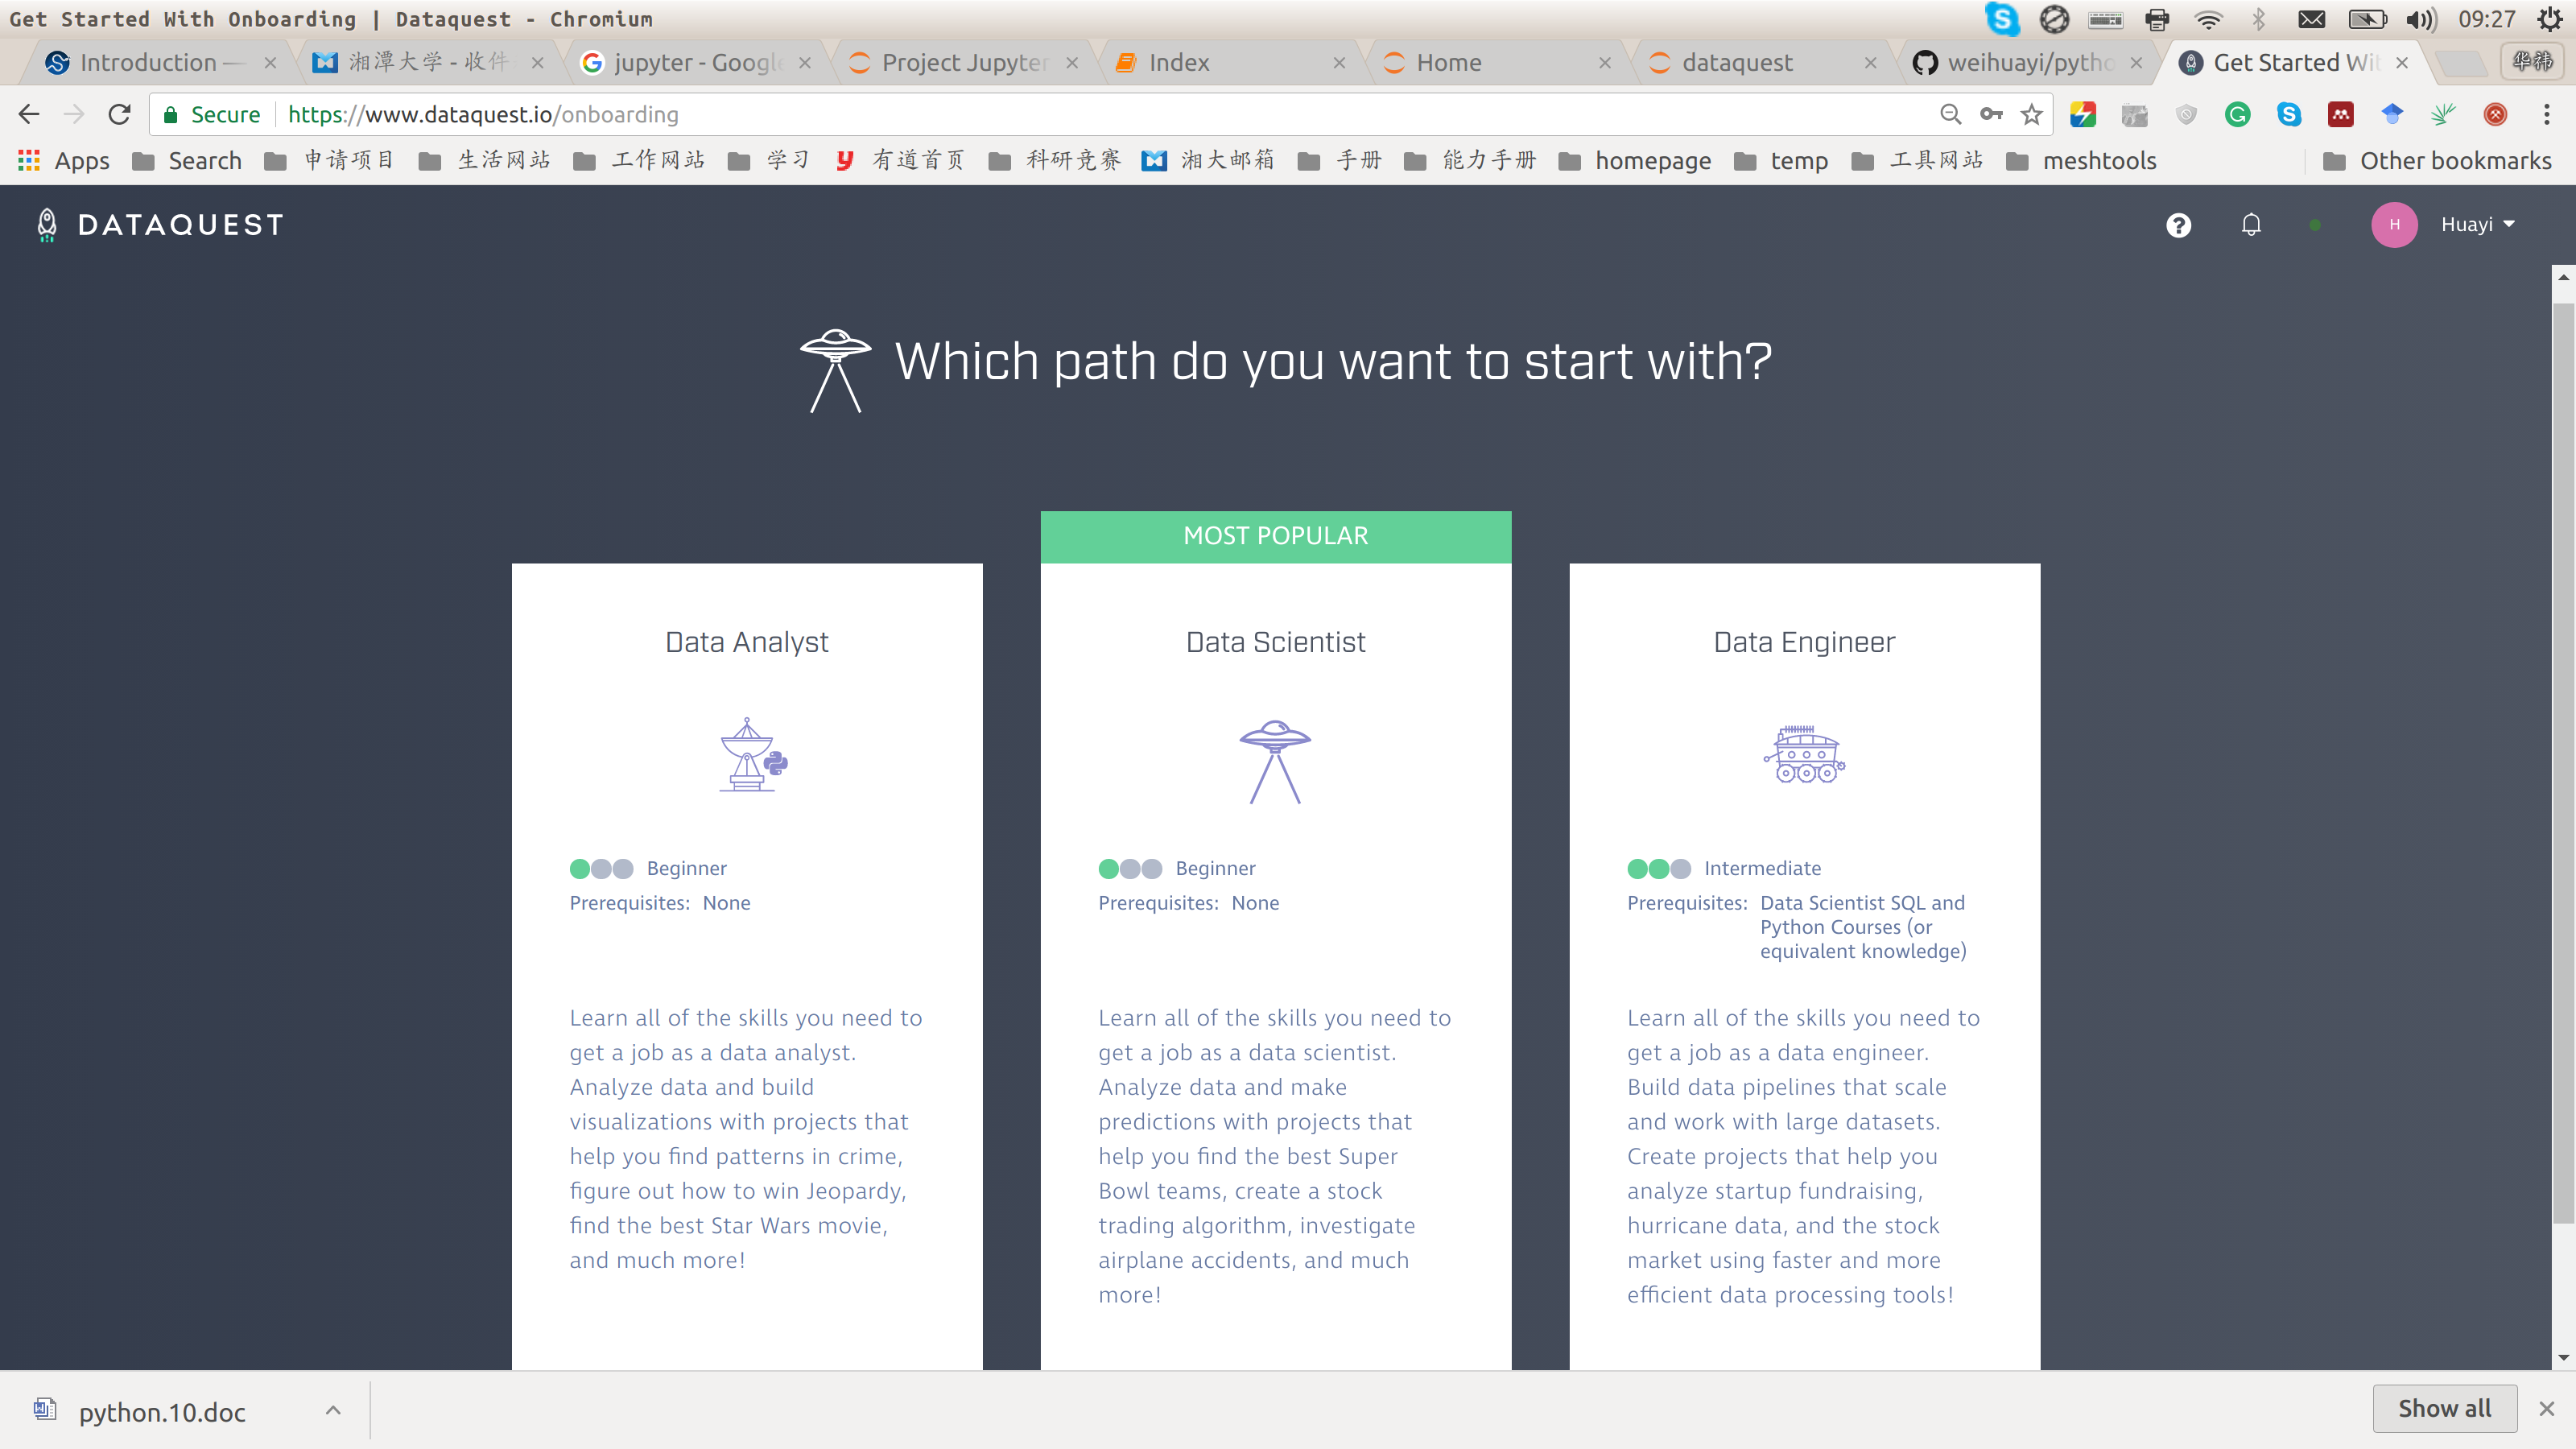 Get Started With Onboarding | Dataquest - Chromium
09:27
Introduction —
湘潭大学 - 收件
jupyter - Google
Project Jupyter
Index
Home
dataquest
weihuayi/pytho
Get Started Wit
华祎
Secure https://www.dataquest.io/onboarding
Apps Search 申请项目 生活网站 工作网站 学习 有道首页 科研竞赛 湘大邮箱 手册 能力手册 homepage temp 工具网站 meshtools Other bookmarks
DATAQUEST
H Huayi
Which path do you want to start with?
Data Analyst
Beginner
Prerequisites: None
Learn all of the skills you need to
get a job as a data analyst.
Analyze data and build
visualizations with projects that
help you find patterns in crime,
figure out how to win Jeopardy,
find the best Star Wars movie,
and much more!
MOST POPULAR
Data Scientist
Beginner
Prerequisites: None
Learn all of the skills you need to
get a job as a data scientist.
Analyze data and make
predictions with projects that
help you find the best Super
Bowl teams, create a stock
trading algorithm, investigate
airplane accidents, and much
more!
Data Engineer
Intermediate
Prerequisites: Data Scientist SQL and
Python Courses (or
equivalent knowledge)
Learn all of the skills you need to
get a job as a data engineer.
Build data pipelines that scale
and work with large datasets.
Create projects that help you
analyze startup fundraising,
hurricane data, and the stock
market using faster and more
efficient data processing tools!
python.10.doc
Show all